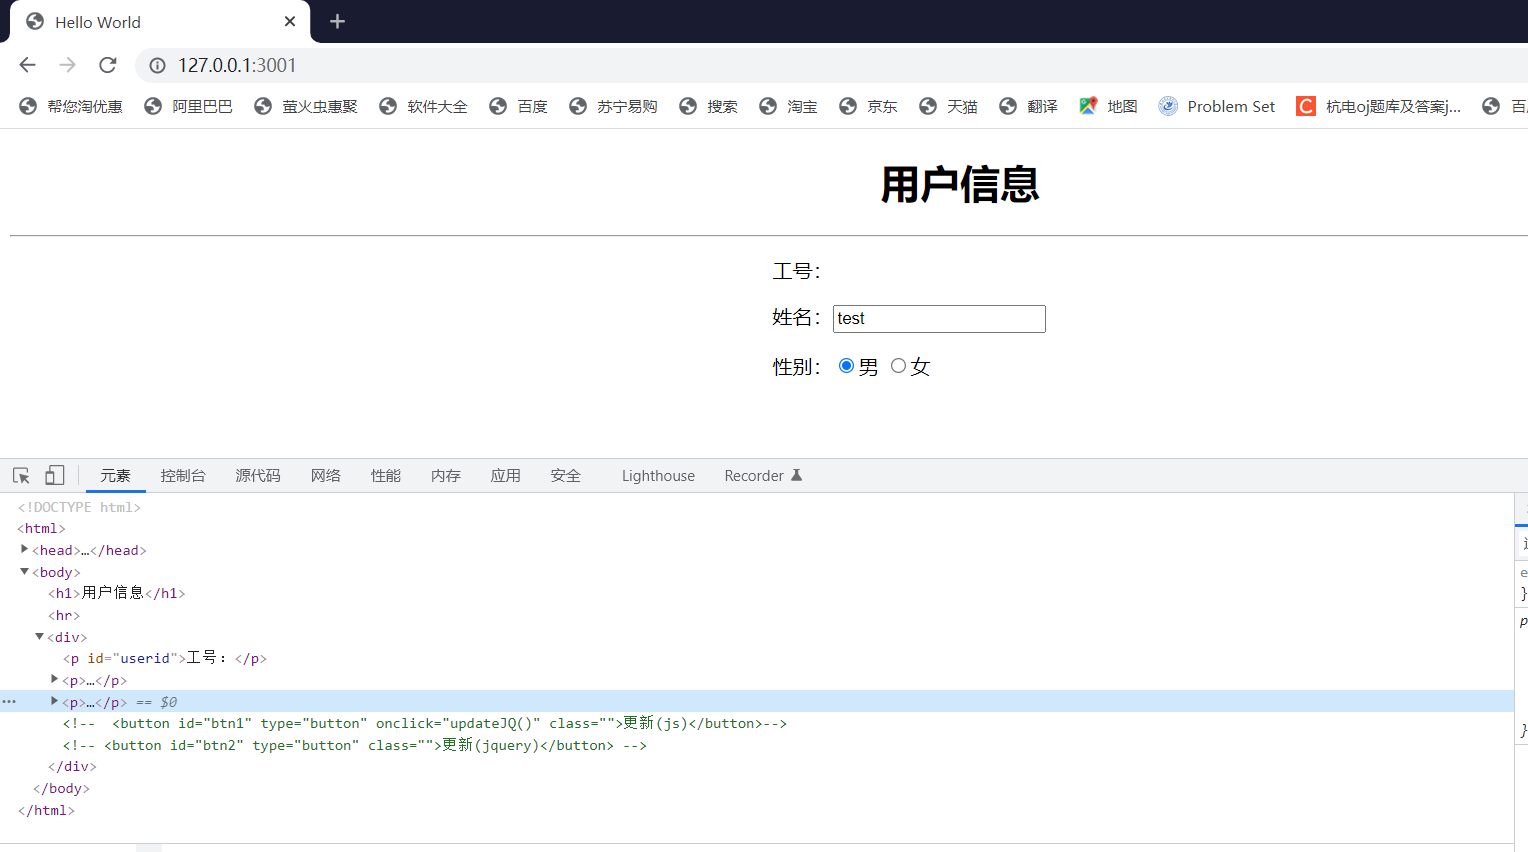 Hello World
127.0.0.1:3001
帮您淘优惠 阿里巴巴 萤火虫惠聚 软件大全 百度 苏宁易购 搜索 淘宝 京东 天猫 翻译 地图 Problem Set 杭电oj题库及答案j...
用户信息
工号：
姓名： test
性别： 男 女
元素 控制台 源代码 网络 性能 内存 应用 安全 Lighthouse Recorder
<!DOCTYPE html>
<html>
<head>…</head>
<body>
<h1>用户信息</h1>
<hr>
<div>
<p id="userid">工号：</p>
<p>…</p>
<p>…</p> == $0
<!--  <button id="btn1" type="button" onclick="updateJQ()" class="">更新(js)</button>-->
<!-- <button id="btn2" type="button" class="">更新(jquery)</button> -->
</div>
</body>
</html>
e
}
p
}